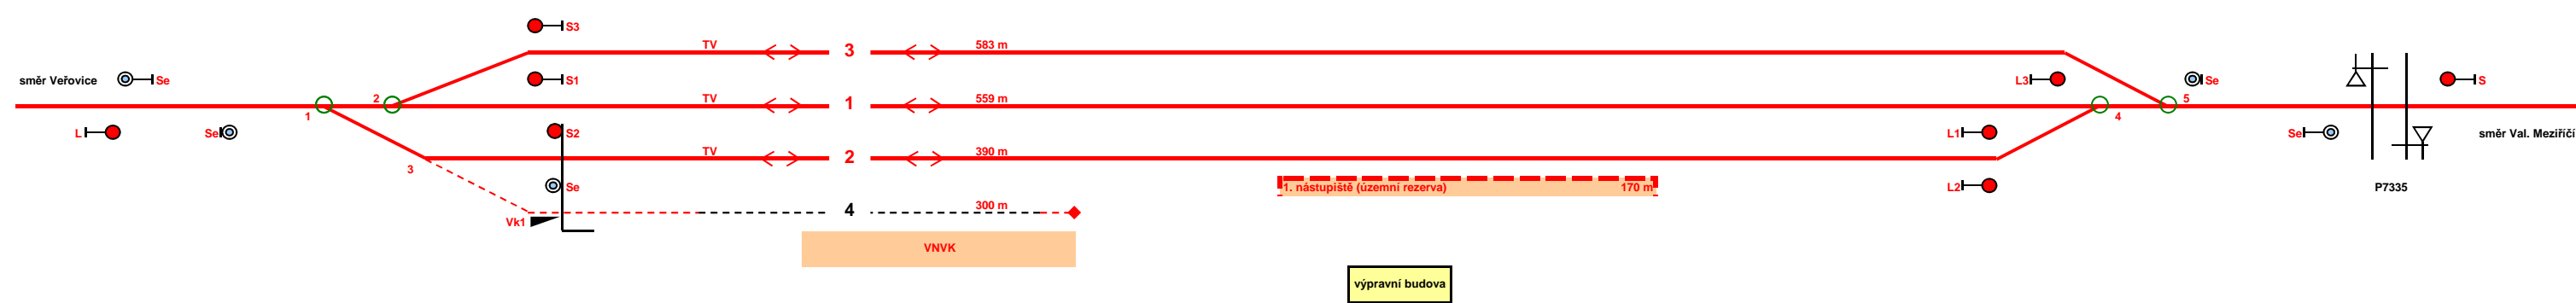 S3
TV 3 583 m
směr Veřovice Se S1 L3 Se S
2 TV 1 559 m 5
1 4
L Se S2 L1 Se směr Val. Meziříčí
TV 2 390 m
3
Se 1. nástupiště (územní rezerva) 170 m L2 P7335
4 300 m
Vk1
VNVK
výpravní budova